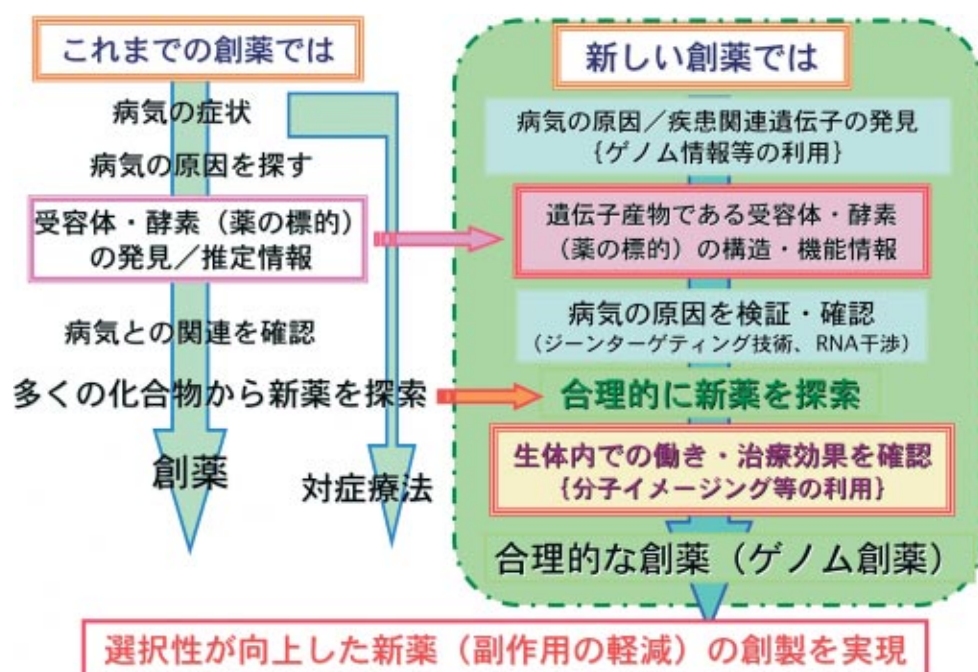 これまでの創薬では
病気の症状
病気の原因を探す
受容体・酵素（薬の標的）
の発見／推定情報
病気との関連を確認
多くの化合物から新薬を探索
創薬
対症療法
新しい創薬では
病気の原因／疾患関連遺伝子の発見
{ゲノム情報等の利用}
遺伝子産物である受容体・酵素
（薬の標的）の構造・機能情報
病気の原因を検証・確認
（ジーンターゲティング技術、RNA干渉）
合理的に新薬を探索
生体内での働き・治療効果を確認
{分子イメージング等の利用}
合理的な創薬（ゲノム創薬）
選択性が向上した新薬（副作用の軽減）の創製を実現